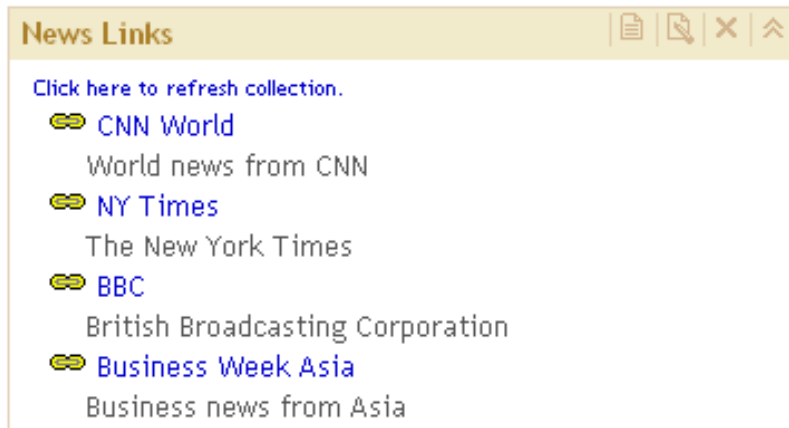 News Links
Click here to refresh collection.
CNN World
World news from CNN
NY Times
The New York Times
BBC
British Broadcasting Corporation
Business Week Asia
Business news from Asia